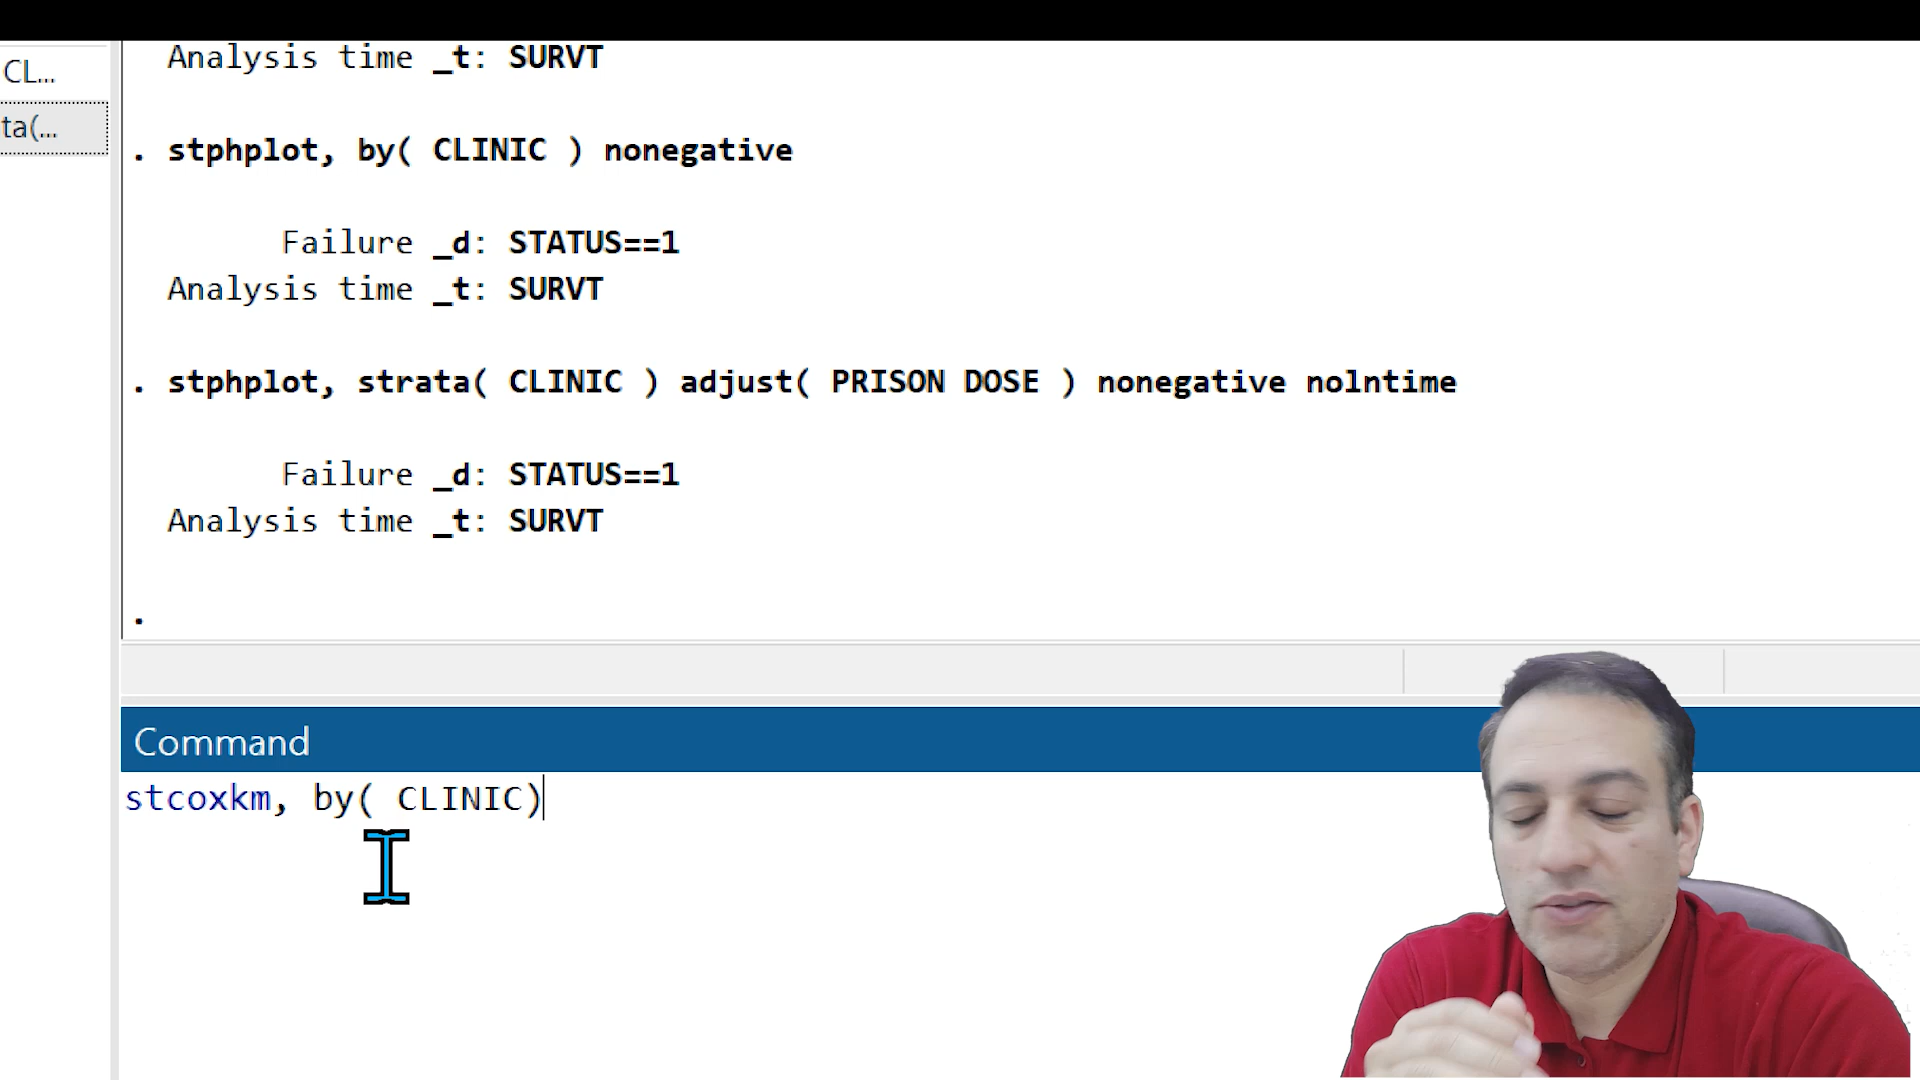 CL...
ta(...
Analysis time _t: SURVT
. stphplot, by( CLINIC ) nonegative
Failure _d: STATUS==1
Analysis time _t: SURVT
. stphplot, strata( CLINIC ) adjust( PRISON DOSE ) nonegative nolntime
Failure _d: STATUS==1
Analysis time _t: SURVT
.
Command
stcoxkm, by( CLINIC)